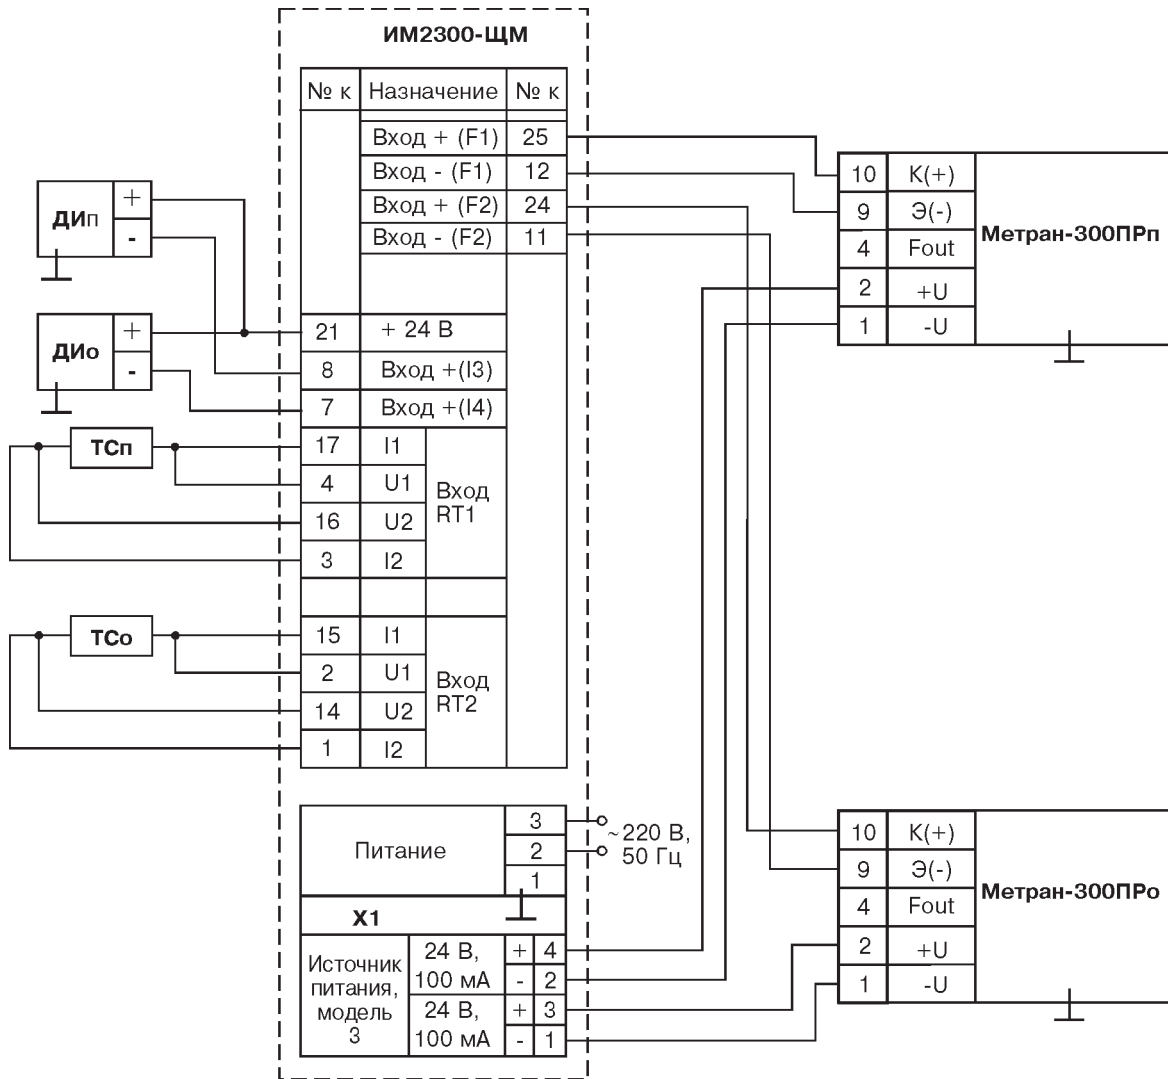 ИМ2300-ЩМ
№ к Назначение № к
Вход + (F1) 25
Вход - (F1) 12
Вход + (F2) 24
Вход - (F2) 11
21 + 24 В
8 Вход +(I3)
7 Вход +(I4)
17 I1
4 U1
16 U2
3 I2
Вход
RT1
15 I1
2 U1
14 U2
1 I2
Вход
RT2
ДИп
+
-
ДИо
+
-
ТСп
ТСо
Питание
3
2
1
~220 В,
50 Гц
X1
Источник
питания,
модель
3
24 В,
100 мА
+ 4
- 2
24 В,
100 мА
+ 3
- 1
10 К(+)
9 Э(-)
4 Fout
2 +U
1 -U
Метран-300ПРп
10 К(+)
9 Э(-)
4 Fout
2 +U
1 -U
Метран-300ПРо